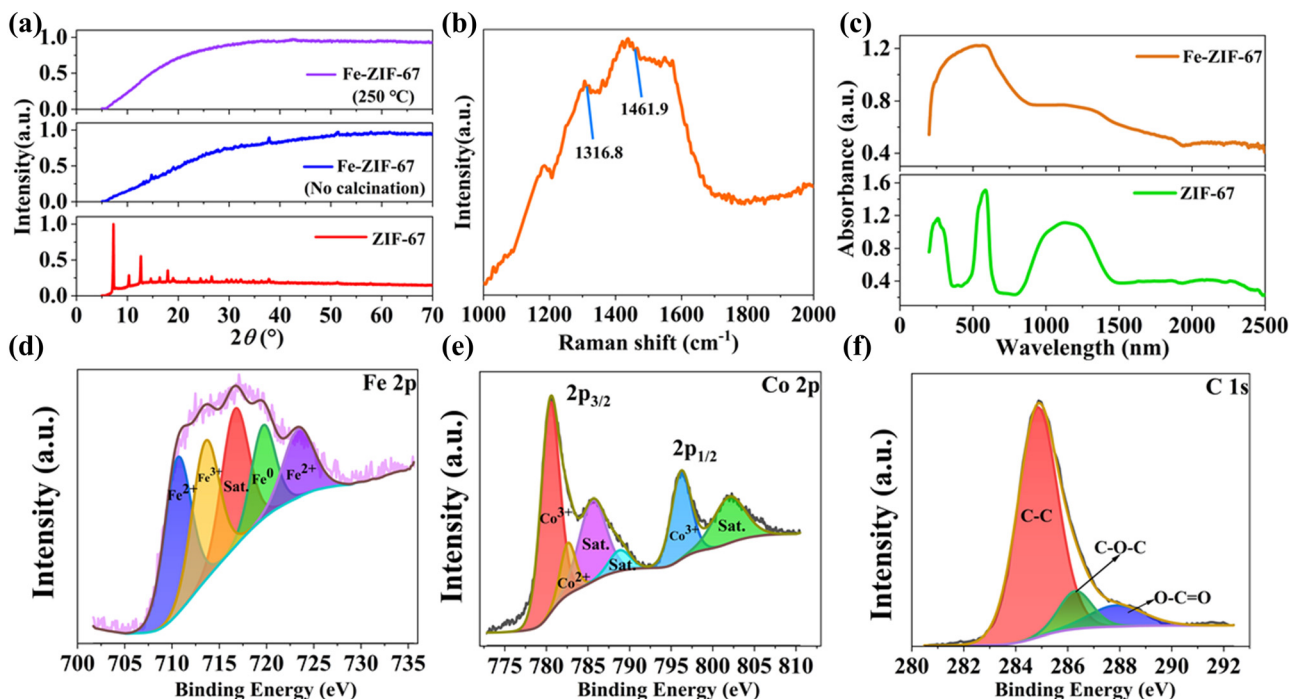 (a)
Intensity(a.u.)
1.0
0.5
0.0
Fe-ZIF-67
(250 °C)
1.0
0.5
0.0
Fe-ZIF-67
(No calcination)
1.0
0.5
0.0
ZIF-67
0 10 20 30 40 50 60 70
2θ (°)
(b)
Intensity(a.u.)
1316.8
1461.9
1000 1200 1400 1600 1800 2000
Raman shift (cm-1)
(c)
Absorbance (a.u.)
1.2
0.8
0.4
Fe-ZIF-67
1.6
1.2
0.8
0.4
ZIF-67
0 500 1000 1500 2000 2500
Wavelength (nm)
(d)
Fe 2p
Intensity (a.u.)
Fe2+
Fe3+
Sat.
Fe0
Fe2+
700 705 710 715 720 725 730 735
Binding Energy (eV)
(e)
Co 2p
Intensity (a.u.)
2p3/2
2p1/2
Co3+
Co2+
Sat.
Sat.
Co3+
Sat.
775 780 785 790 795 800 805 810
Binding Energy (eV)
(f)
C 1s
Intensity (a.u.)
C-C
C-O-C
O-C=O
280 282 284 286 288 290 292
Binding Energy (eV)